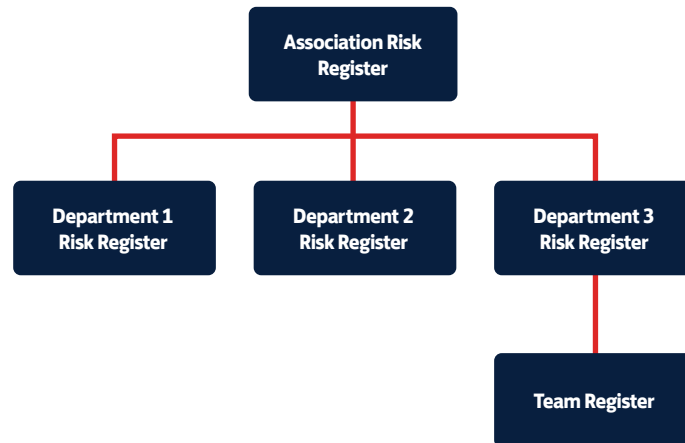 Association Risk
Register
Department 1
Risk Register
Department 2
Risk Register
Department 3
Risk Register
Team Register